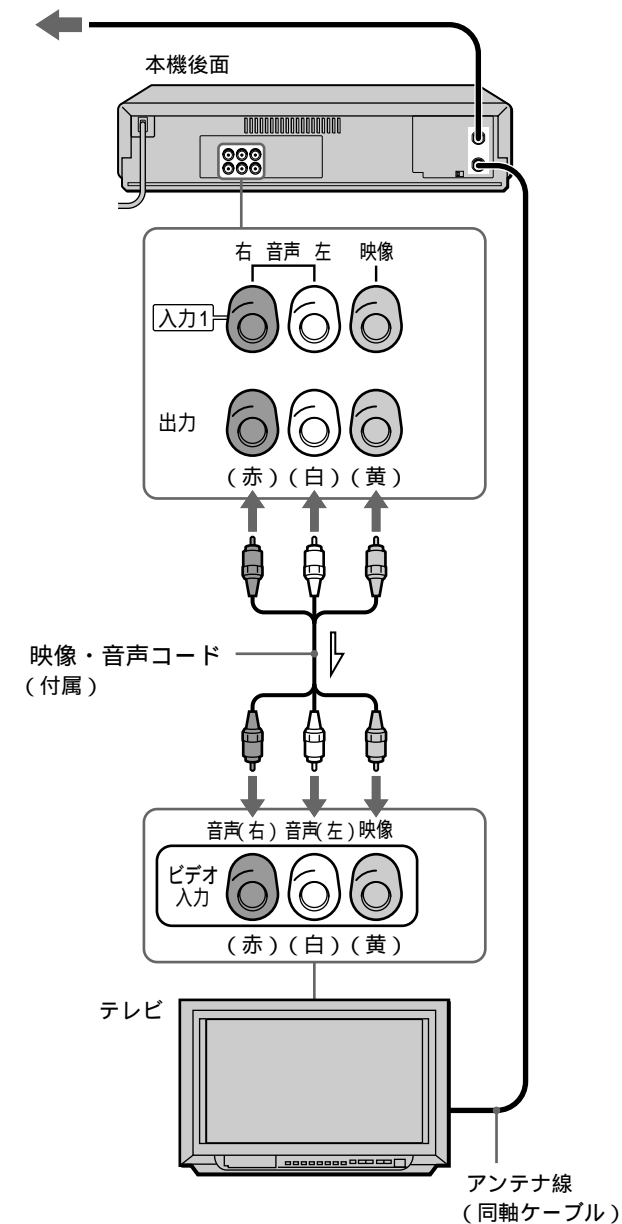 本機後面
右 音声 左 映像
入力1
出力
(赤)(白)(黄)
映像・音声コード
(付属)
音声(右) 音声(左) 映像
ビデオ
入力
(赤)(白)(黄)
テレビ
アンテナ線
(同軸ケーブル)